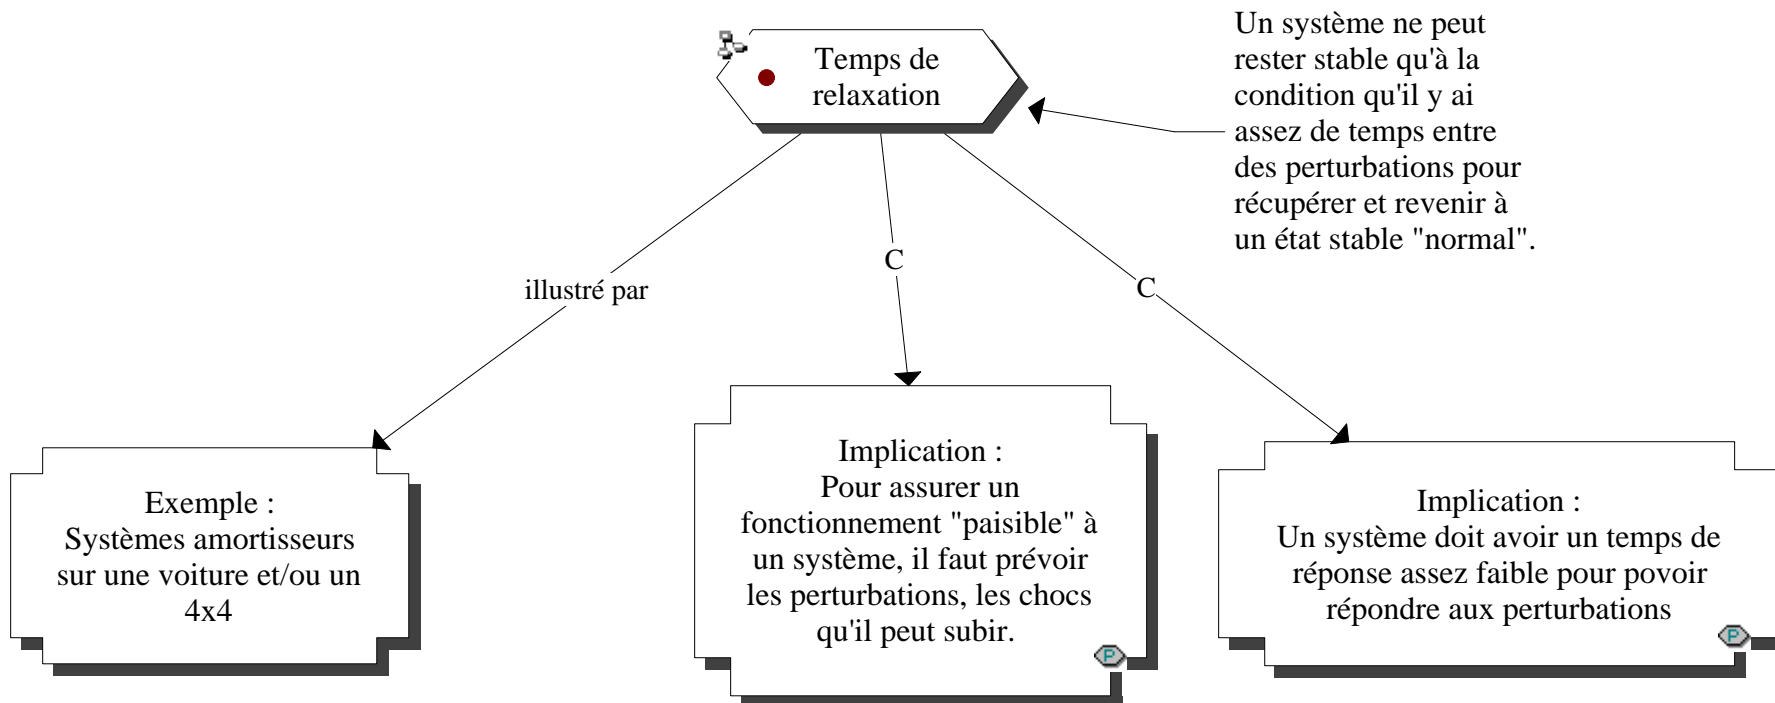 Temps de
relaxation
Un système ne peut
rester stable qu'à la
condition qu'il y ai
assez de temps entre
des perturbations pour
récupérer et revenir à
un état stable "normal".
illustré par
C
C
Exemple :
Systèmes amortisseurs
sur une voiture et/ou un
4x4
Implication :
Pour assurer un
fonctionnement "paisible" à
un système, il faut prévoir
les perturbations, les chocs
qu'il peut subir.
P
Implication :
Un système doit avoir un temps de
réponse assez faible pour povoir
répondre aux perturbations
P